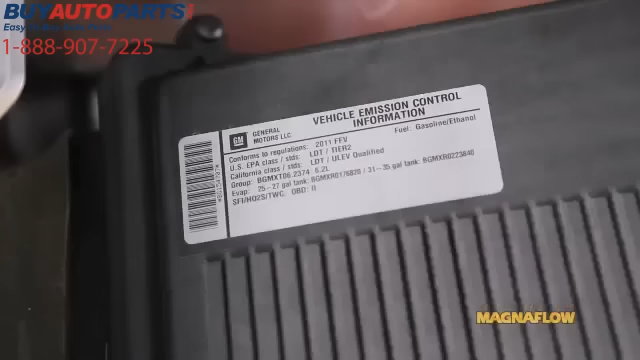 BUYAUTOPARTS
.COM
1-888-907-7225
GM
GENERAL
MOTORS LLC
VEHICLE EMISSION CONTROL
INFORMATION
Conforms to regulations: 2011 FFV
Fuel: Gasoline/Ethanol
U.S. EPA class / stds: LDT / TIER2
California class / stds: LDT / ULEV Qualified
Group: BGMXT06.2374 6.2L
Evap: 25-27 gal tank: BGMXR0176820 / 31-35 gal tank: BGMXR0223846
SFI/HO2S/TWC, OBD: II
MAGNAFLOW